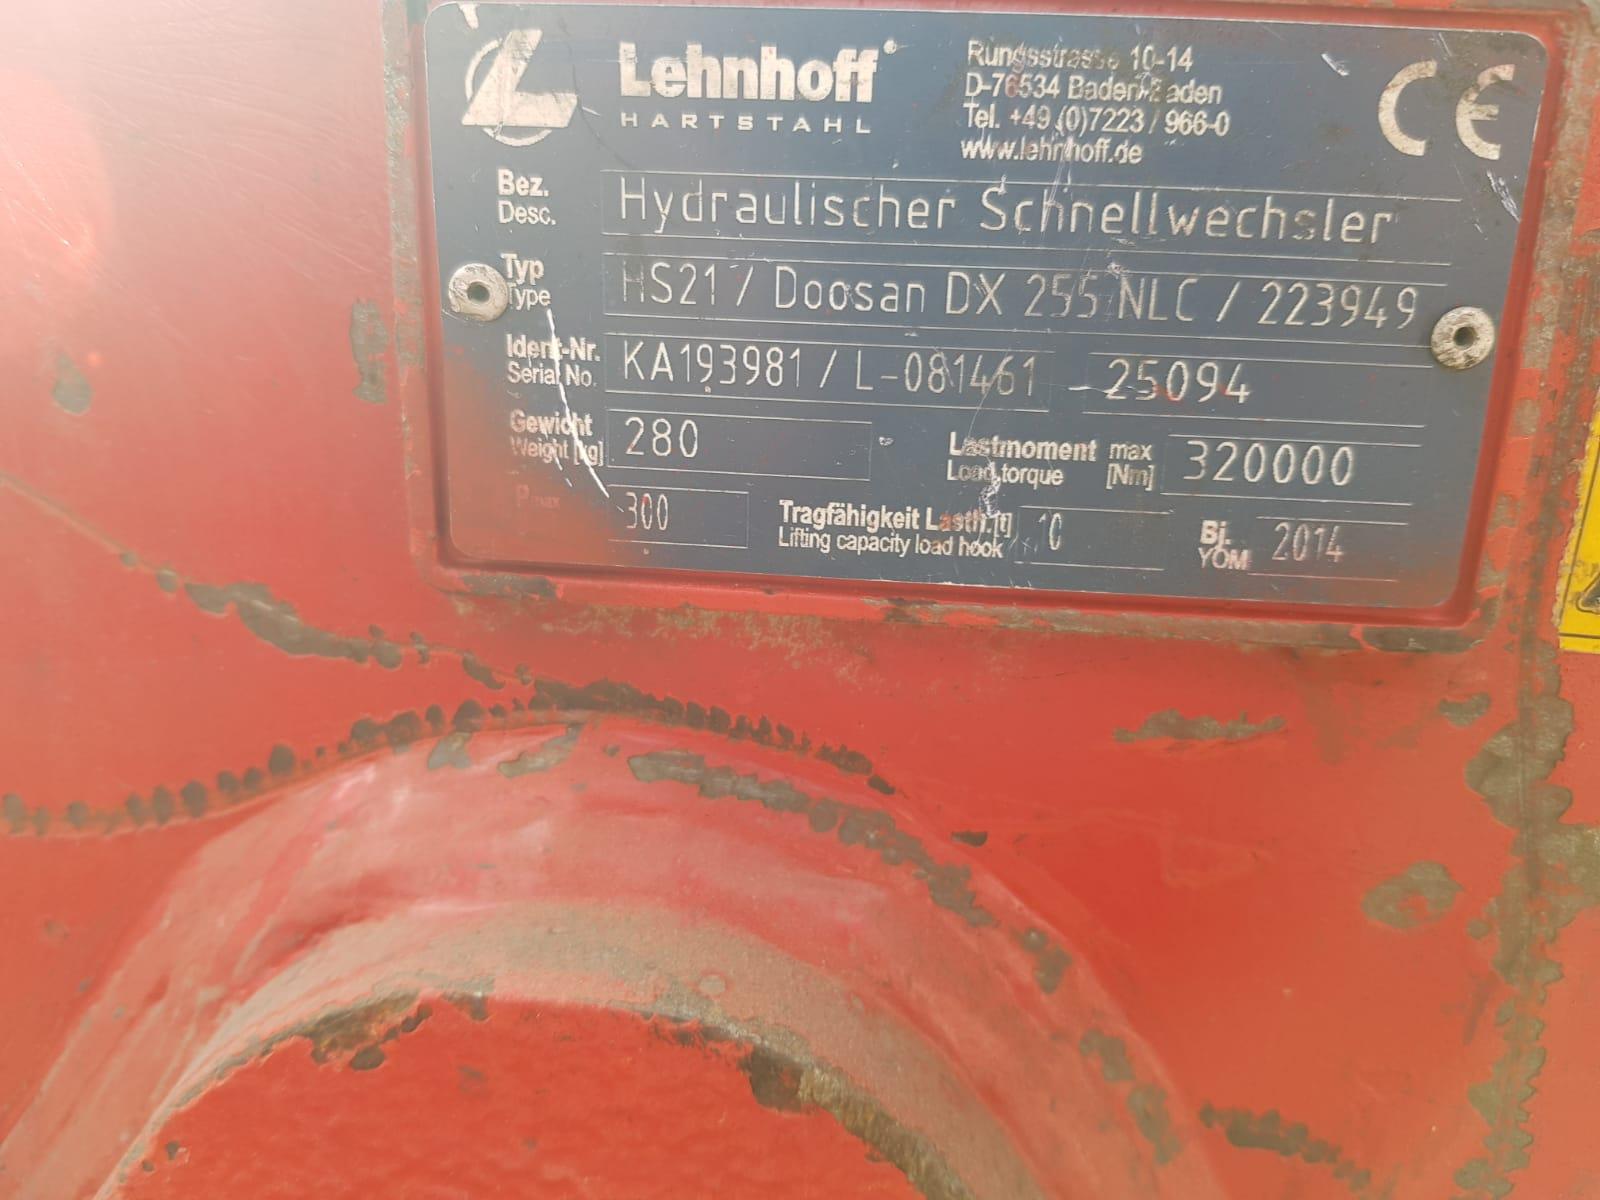 Lehnhoff
HARTSTAHL
Rungsstrasse 10-14
D-76534 Baden-Baden
Tel. +49 (0)7223 / 966-0
www.lehnhoff.de
CE
Bez. Hydraulischer Schnellwechsler
Desc.
Typ HS21 / Doosan DX 255 NLC / 223949
Type
Ident-Nr. KA193981 / L-081461 -25094
Serial No.
Gewicht 280
Weight [kg]
Lastmoment max 320000
Load torque [Nm]
P max 300
Tragfähigkeit Lasth. [t] 10
Lifting capacity load hook
Bj. 2014
YOM